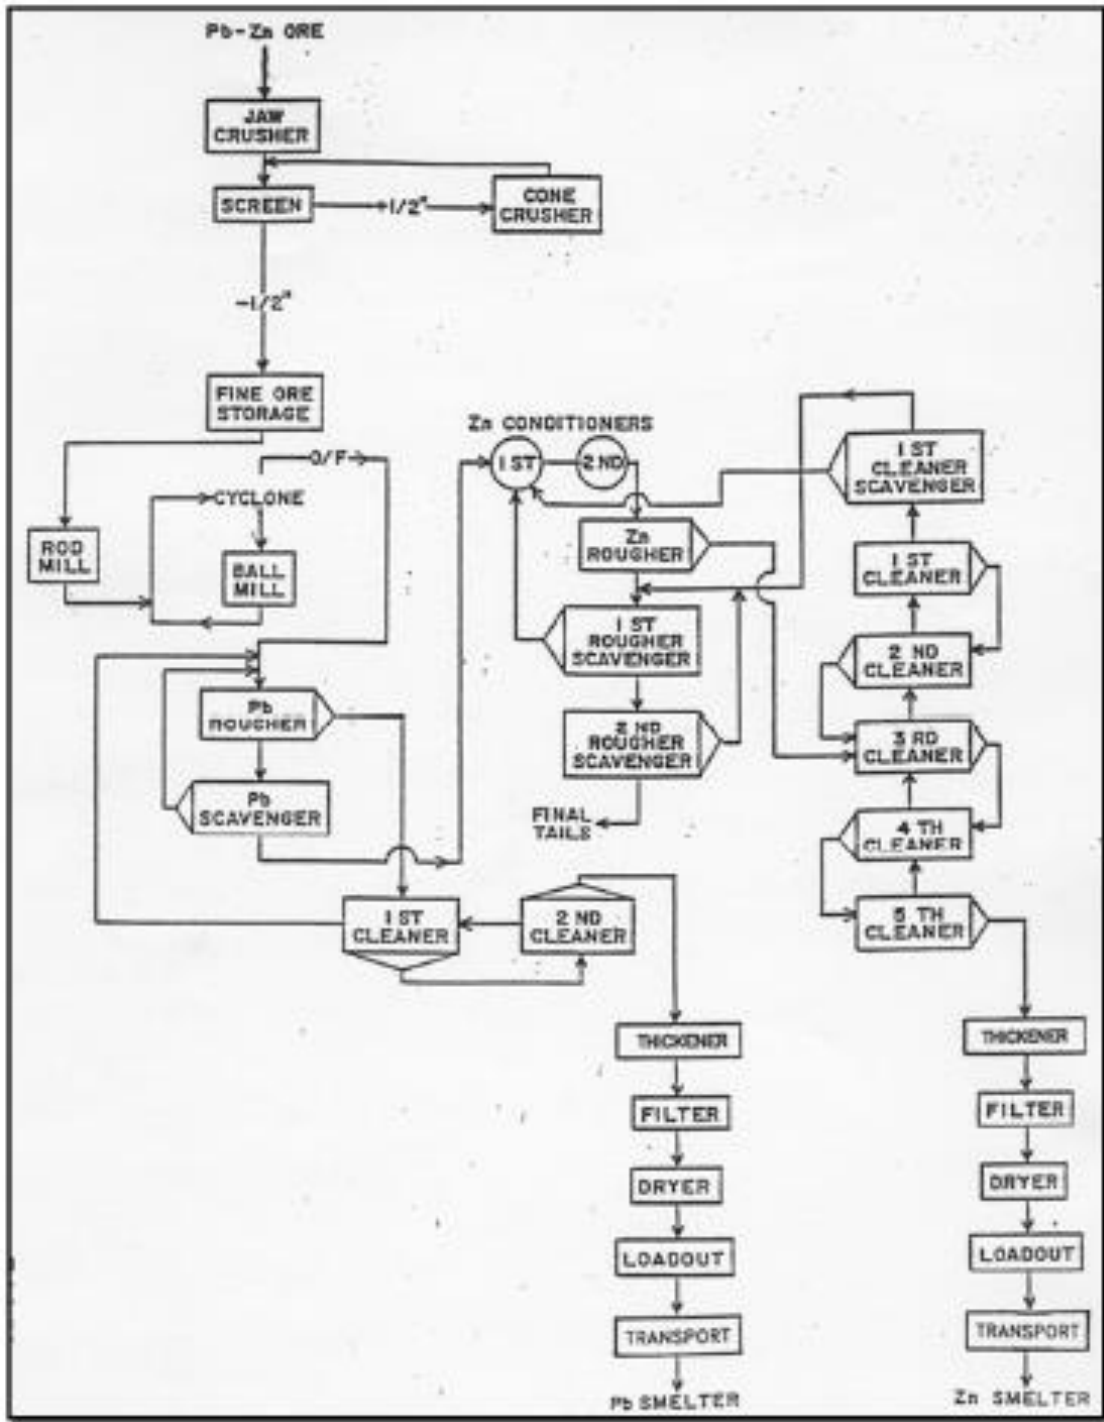 Pb-Zn ORE
JAW
CRUSHER
SCREEN
+1/2"
CONE
CRUSHER
-1/2"
FINE ORE
STORAGE
O/F
CYCLONE
ROD
MILL
BALL
MILL
Pb
ROUGHER
Pb
SCAVENGER
1 ST
CLEANER
2 ND
CLEANER
Zn CONDITIONERS
1 ST
2 ND
Zn
ROUGHER
1 ST
ROUGHER
SCAVENGER
2 ND
ROUGHER
SCAVENGER
FINAL
TAILS
1 ST
CLEANER
SCAVENGER
1 ST
CLEANER
2 ND
CLEANER
3 RD
CLEANER
4 TH
CLEANER
5 TH
CLEANER
THICKENER
FILTER
DRYER
LOADOUT
TRANSPORT
Pb SMELTER
THICKENER
FILTER
DRYER
LOADOUT
TRANSPORT
Zn SMELTER